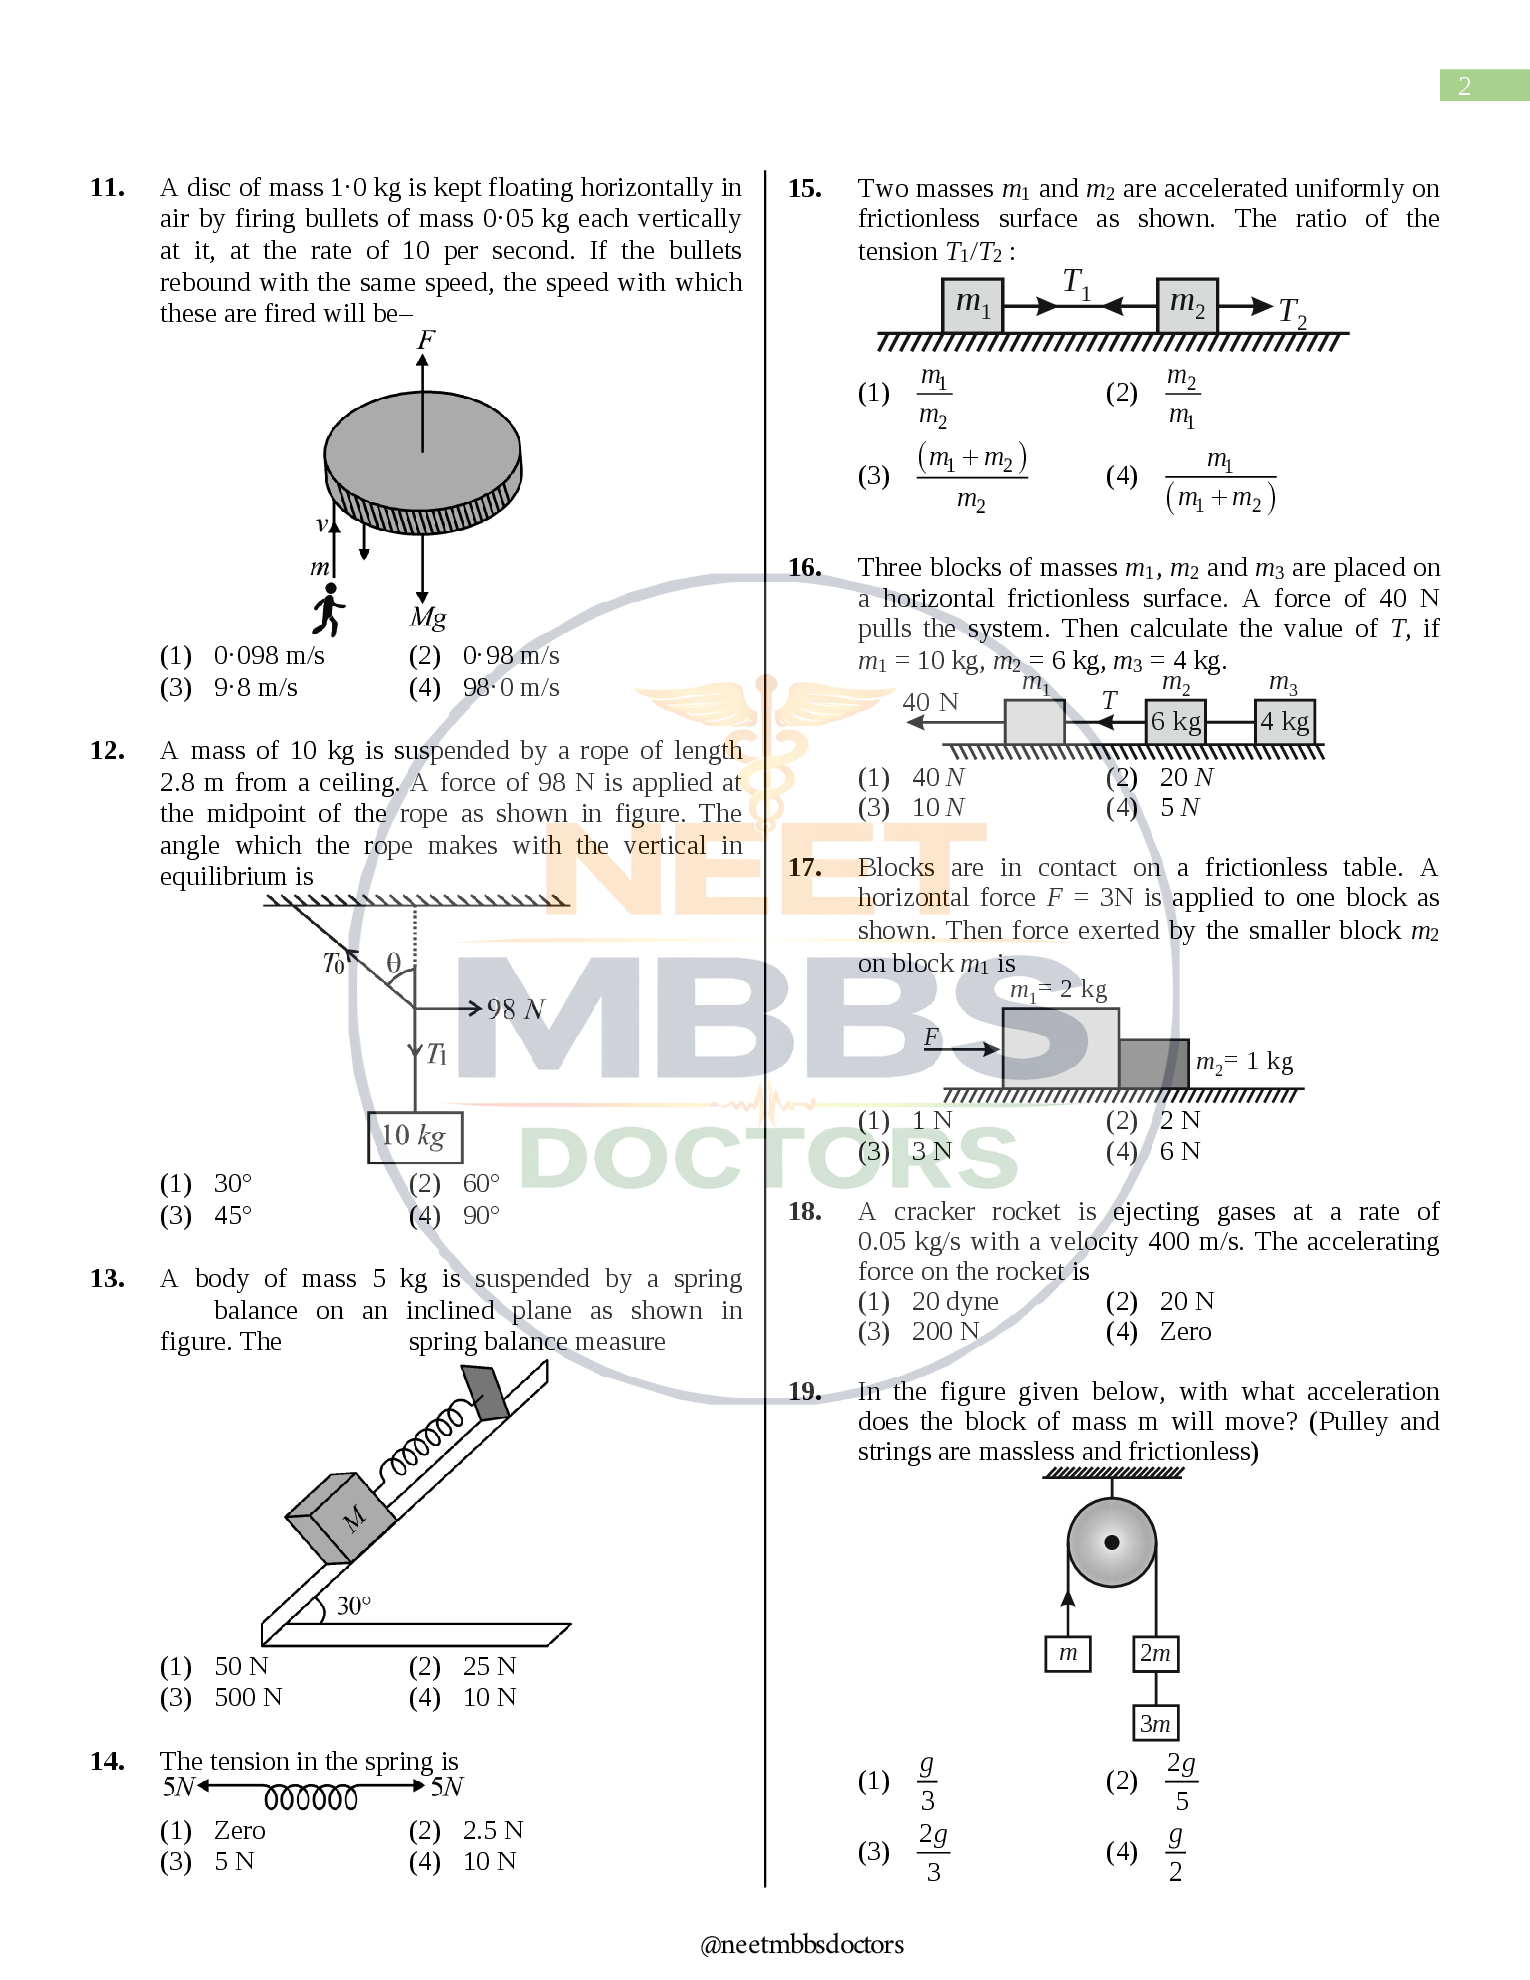 2
11. A disc of mass 1·0 kg is kept floating horizontally in
air by firing bullets of mass 0·05 kg each vertically
at it, at the rate of 10 per second. If the bullets
rebound with the same speed, the speed with which
these are fired will be–
F
v
m
Mg
(1) 0·098 m/s (2) 0·98 m/s
(3) 9·8 m/s (4) 98·0 m/s
12. A mass of 10 kg is suspended by a rope of length
2.8 m from a ceiling. A force of 98 N is applied at
the midpoint of the rope as shown in figure. The
angle which the rope makes with the vertical in
equilibrium is
T0 θ
98 N
T1
10 kg
(1) 30° (2) 60°
(3) 45° (4) 90°
13. A body of mass 5 kg is suspended by a spring
balance on an inclined plane as shown in
figure. The spring balance measure
M
30°
(1) 50 N (2) 25 N
(3) 500 N (4) 10 N
14. The tension in the spring is
5N 5N
(1) Zero (2) 2.5 N
(3) 5 N (4) 10 N
15. Two masses m1 and m2 are accelerated uniformly on
frictionless surface as shown. The ratio of the
tension T1/T2 :
m1 T1 m2 T2
(1) m1/m2 (2) m2/m1
(3) (m1 + m2)/m2 (4) m1/(m1 + m2)
16. Three blocks of masses m1, m2 and m3 are placed on
a horizontal frictionless surface. A force of 40 N
pulls the system. Then calculate the value of T, if
m1 = 10 kg, m2 = 6 kg, m3 = 4 kg.
m1 m2 m3
40 N T 6 kg 4 kg
(1) 40 N (2) 20 N
(3) 10 N (4) 5 N
17. Blocks are in contact on a frictionless table. A
horizontal force F = 3N is applied to one block as
shown. Then force exerted by the smaller block m2
on block m1 is
m1= 2 kg
F
m2= 1 kg
(1) 1 N (2) 2 N
(3) 3 N (4) 6 N
18. A cracker rocket is ejecting gases at a rate of
0.05 kg/s with a velocity 400 m/s. The accelerating
force on the rocket is
(1) 20 dyne (2) 20 N
(3) 200 N (4) Zero
19. In the figure given below, with what acceleration
does the block of mass m will move? (Pulley and
strings are massless and frictionless)
m 2m
3m
(1) g/3 (2) 2g/5
(3) 2g/3 (4) g/2
NEET
MBBS
DOCTORS
@neetmbbsdoctors